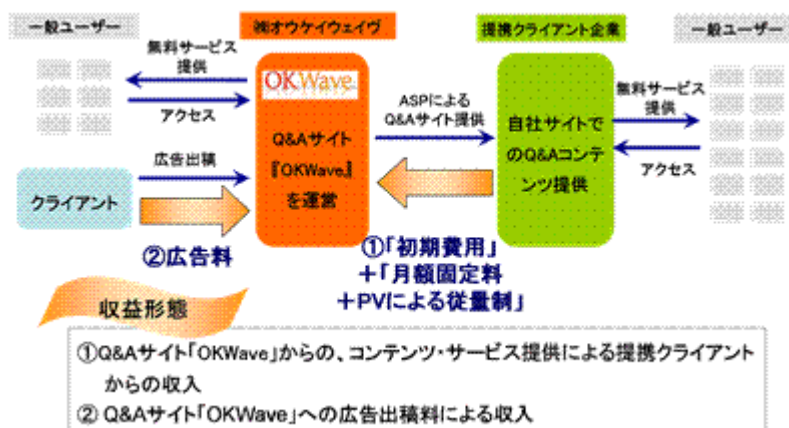 一般ユーザー
㈱オウケイウェイヴ
提携クライアント企業
一般ユーザー
無料サービス
提供
アクセス
OKWave
Q&Aサイト
『OKWave』
を運営
ASPによる
Q&Aサイト提供
自社サイトで
のQ&Aコンテ
ンツ提供
無料サービス
提供
アクセス
広告出稿
クライアント
②広告料
①「初期費用」
+「月額固定料
+PVによる従量制」
収益形態
①Q&Aサイト「OKWave」からの、コンテンツ・サービス提供による提携クライアント
からの収入
② Q&Aサイト「OKWave」への広告出稿料による収入